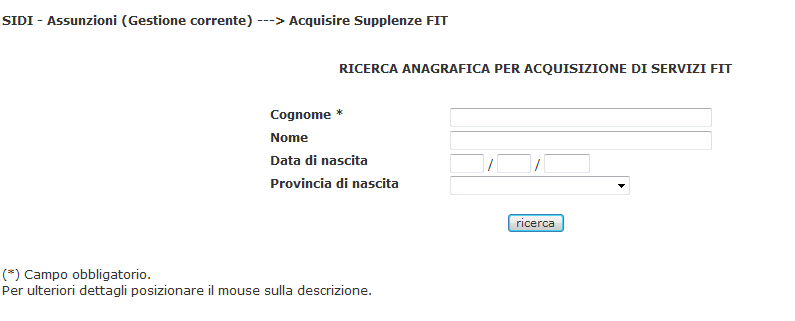 SIDI - Assunzioni (Gestione corrente) ---> Acquisire Supplenze FIT
RICERCA ANAGRAFICA PER ACQUISIZIONE DI SERVIZI FIT
Cognome *
Nome
Data di nascita / /
Provincia di nascita
ricerca
(*) Campo obbligatorio.
Per ulteriori dettagli posizionare il mouse sulla descrizione.